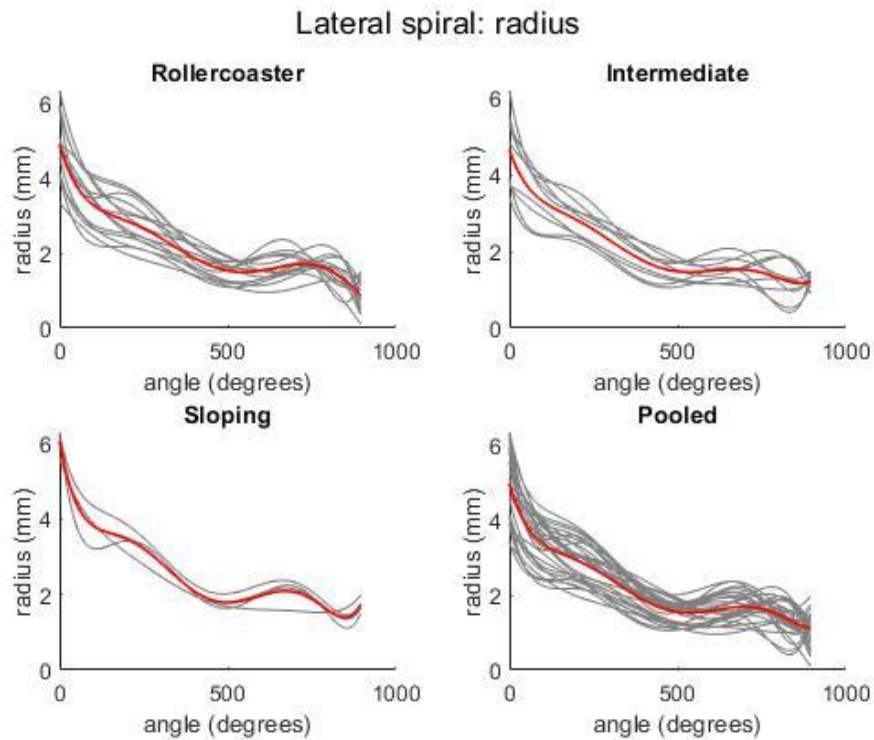 Lateral spiral: radius
Rollercoaster
6
4
2
0
radius (mm)
0
500
1000
angle (degrees)
Intermediate
6
4
2
0
radius (mm)
0
500
1000
angle (degrees)
Sloping
6
4
2
0
radius (mm)
0
500
1000
angle (degrees)
Pooled
6
4
2
0
radius (mm)
0
500
1000
angle (degrees)